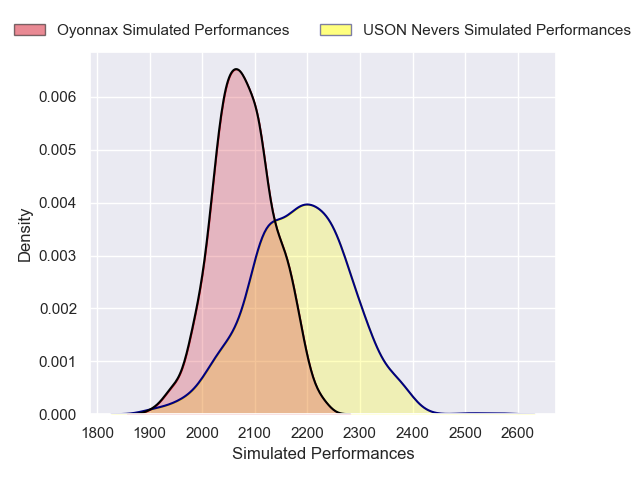 Oyonnax Simulated Performances USON Nevers Simulated Performances
0.006
0.005
0.004
0.003
0.002
0.001
0.000
Density
1800 1900 2000 2100 2200 2300 2400 2500 2600
Simulated Performances